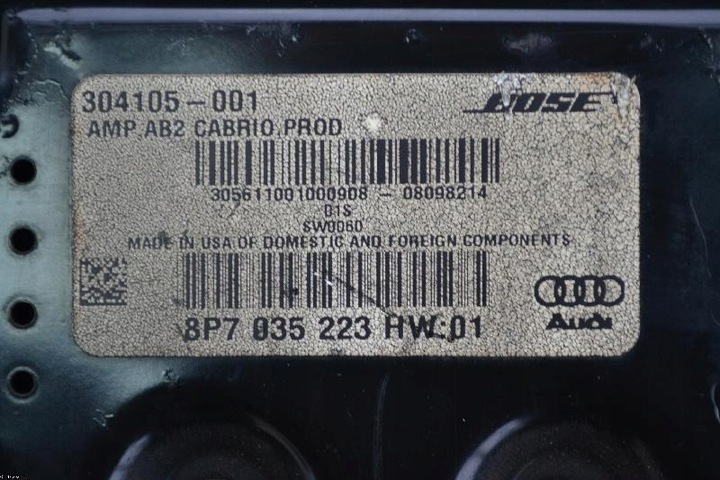 304105-001
BOSE
AMP AB2 CABRIO PROD
305611001000908 - 08098214
01S
SW0060
MADE IN USA OF DOMESTIC AND FOREIGN COMPONENTS
8P7 035 223 HW:01
Audi